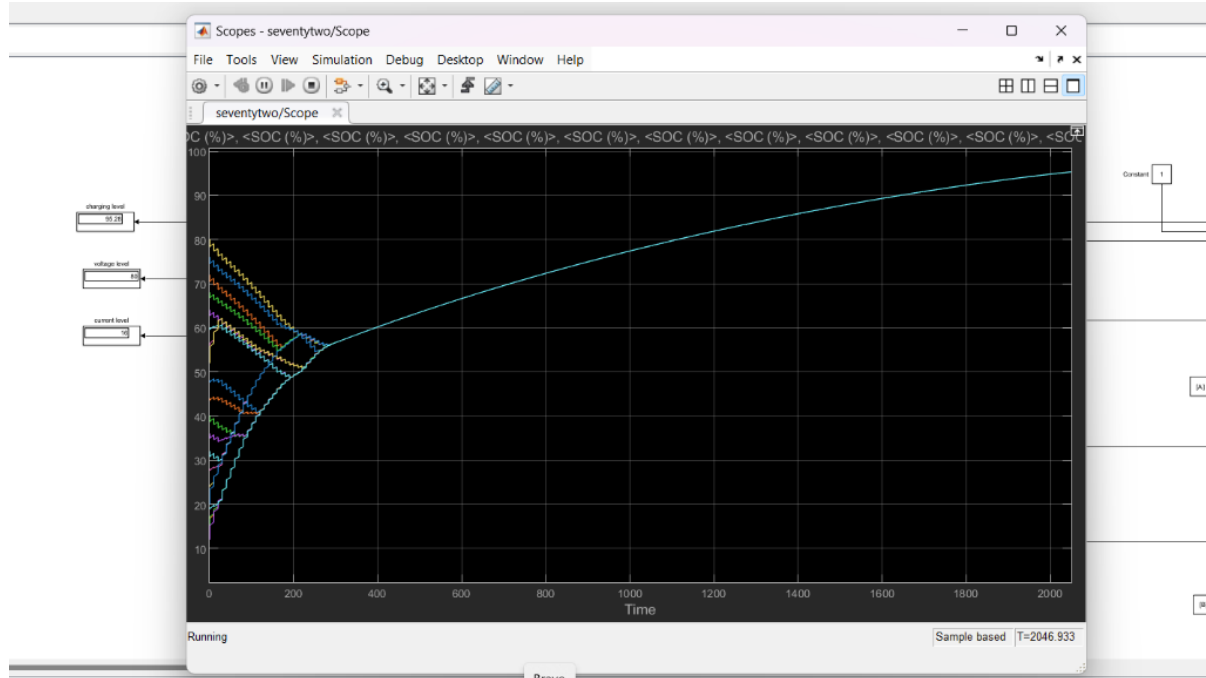 Scopes - seventytwo/Scope
File Tools View Simulation Debug Desktop Window Help
seventytwo/Scope
(%)>, <SOC (%)>, <SOC (%)>, <SOC (%)>, <SOC (%)>, <SOC (%)>, <SOC (%)>, <SOC (%)>, <SOC (%)>, <SOC (%)>, <SOC (%)>, <SOC
100
90
80
70
60
50
40
30
20
10
0 200 400 600 800 1000 1200 1400 1600 1800 2000
Time
Running
Sample based T=2046.933
charging level
95.28
voltage level
current level
16
Constant 1
[A]